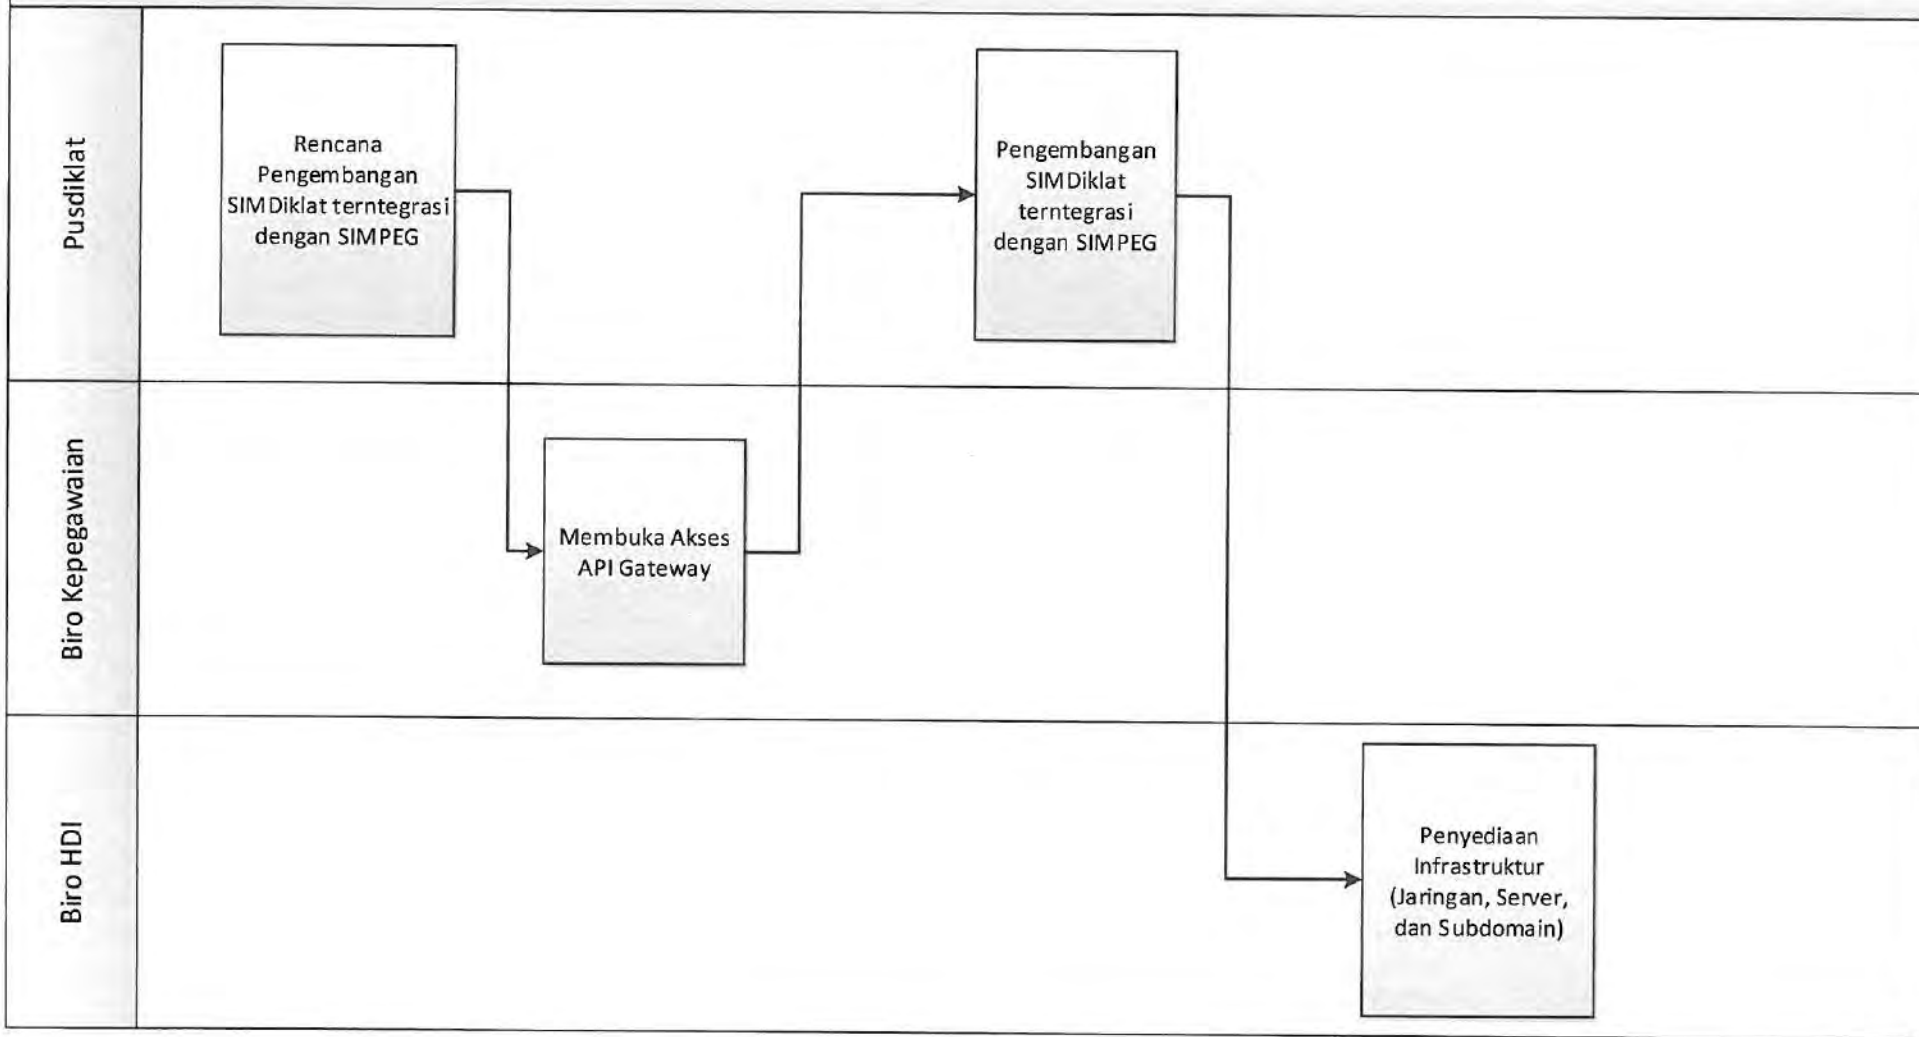 Pusdiklat
Rencana
Pengembangan
SIMDiklat terntegrasi
dengan SIMPEG
Pengembangan
SIMDiklat
terntegrasi
dengan SIMPEG
Biro Kepegawaian
Membuka Akses
API Gateway
Biro HDI
Penyediaan
Infrastruktur
(Jaringan, Server,
dan Subdomain)